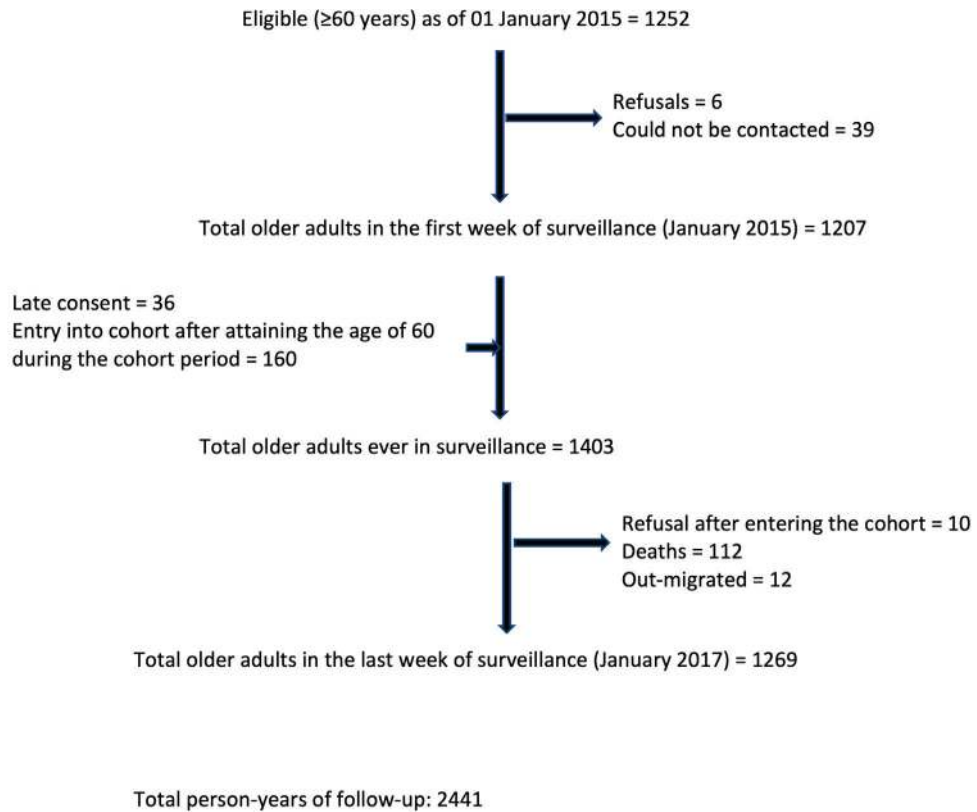 Eligible (≥60 years) as of 01 January 2015 = 1252
Refusals = 6
Could not be contacted = 39
Total older adults in the first week of surveillance (January 2015) = 1207
Late consent = 36
Entry into cohort after attaining the age of 60
during the cohort period = 160
Total older adults ever in surveillance = 1403
Refusal after entering the cohort = 10
Deaths = 112
Out-migrated = 12
Total older adults in the last week of surveillance (January 2017) = 1269
Total person-years of follow-up: 2441